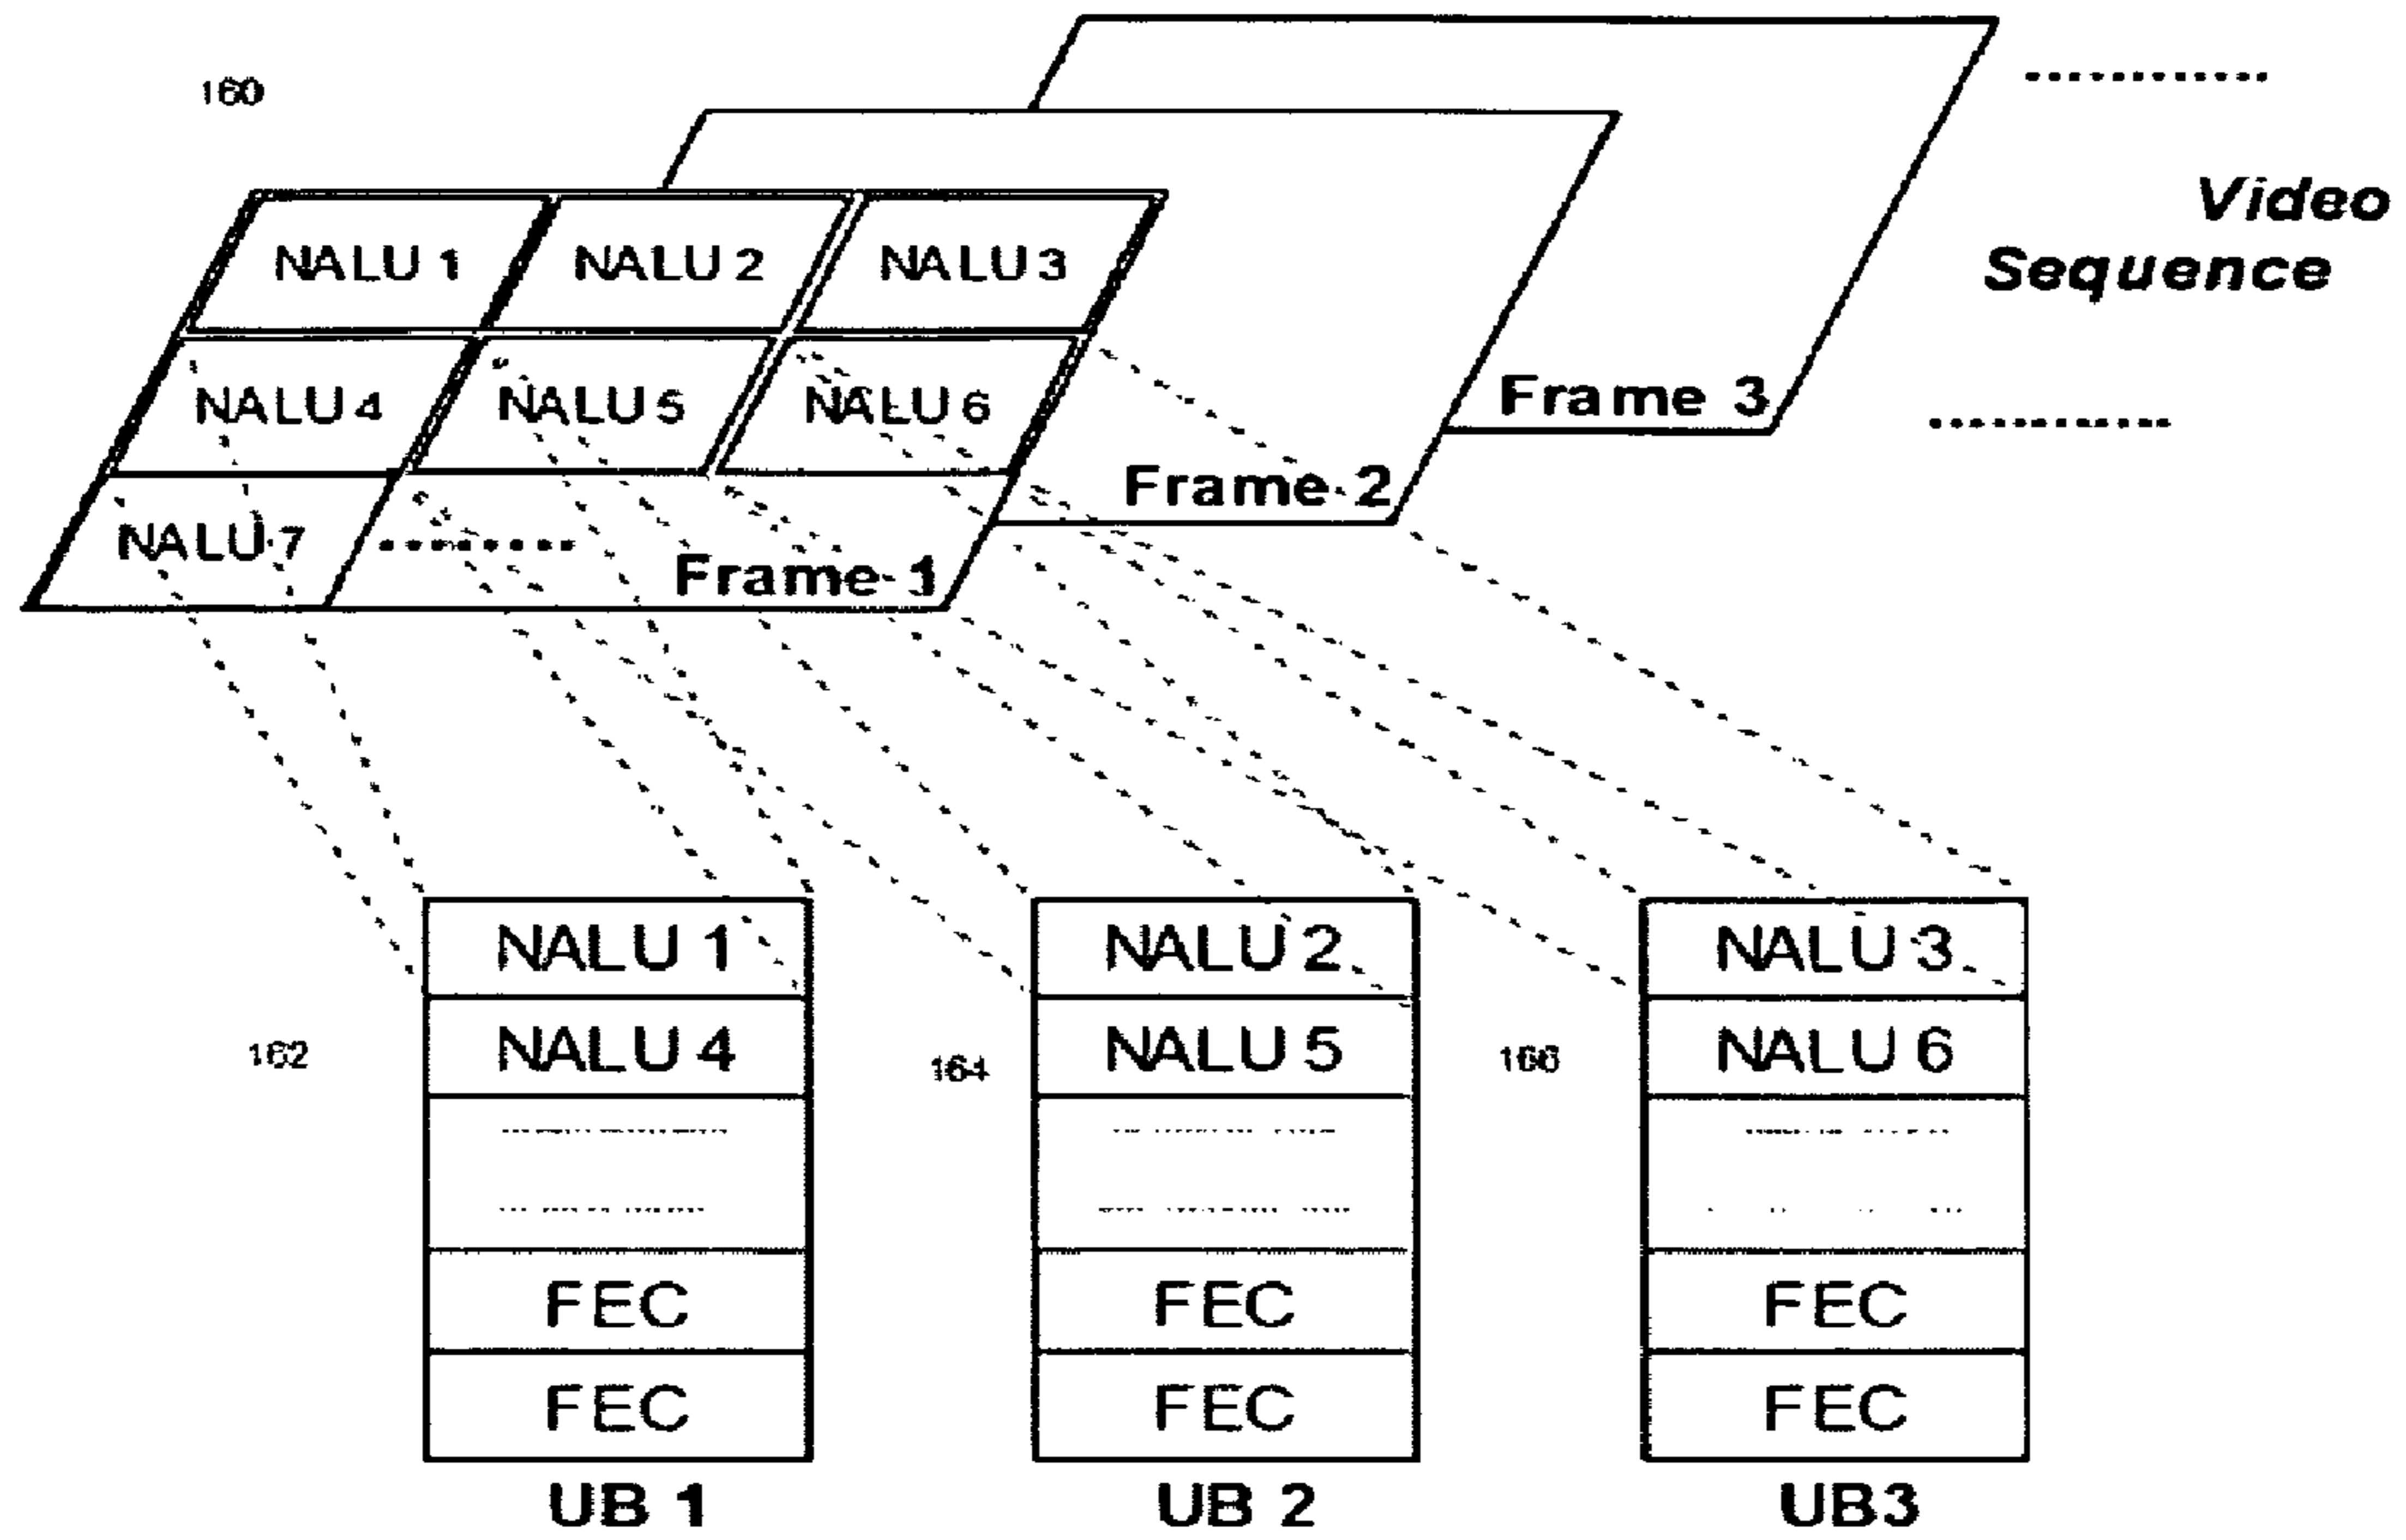 160
Video
Sequence
NALU 1 NALU 2 NALU 3
NALU 4 NALU 5 NALU 6
Frame 3
Frame 2
NALU 7
Frame 1
NALU 1 NALU 2 NALU 3
162 NALU 4 164 NALU 5 166 NALU 6
FEC FEC FEC
FEC FEC FEC
UB 1 UB 2 UB3